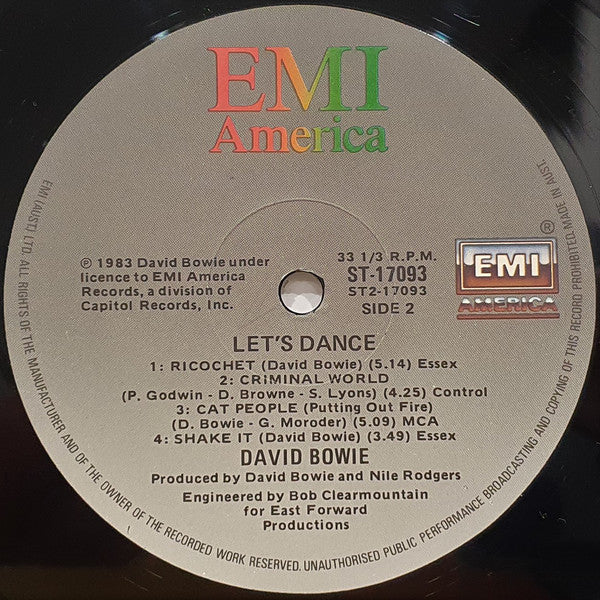 EMI
America
℗ 1983 David Bowie under
licence to EMI America
Records, a division of
Capitol Records, Inc.
33 1/3 R.P.M.
ST-17093
ST2-17093
SIDE 2
®
EMI
AMERICA
LET'S DANCE
1: RICOCHET (David Bowie) (5.14) Essex
2: CRIMINAL WORLD
(P. Godwin - D. Browne - S. Lyons) (4.25) Control
3: CAT PEOPLE (Putting Out Fire)
(D. Bowie - G. Moroder) (5.09) MCA
4: SHAKE IT (David Bowie) (3.49) Essex
DAVID BOWIE
Produced by David Bowie and Nile Rodgers
Engineered by Bob Clearmountain
for East Forward
Productions
EMI (AUST.) LTD. ALL RIGHTS OF THE MANUFACTURER AND OF THE OWNER OF THE RECORDED WORK RESERVED. UNAUTHORISED PUBLIC PERFORMANCE BROADCASTING AND COPYING OF THIS RECORD PROHIBITED. MADE IN AUST.